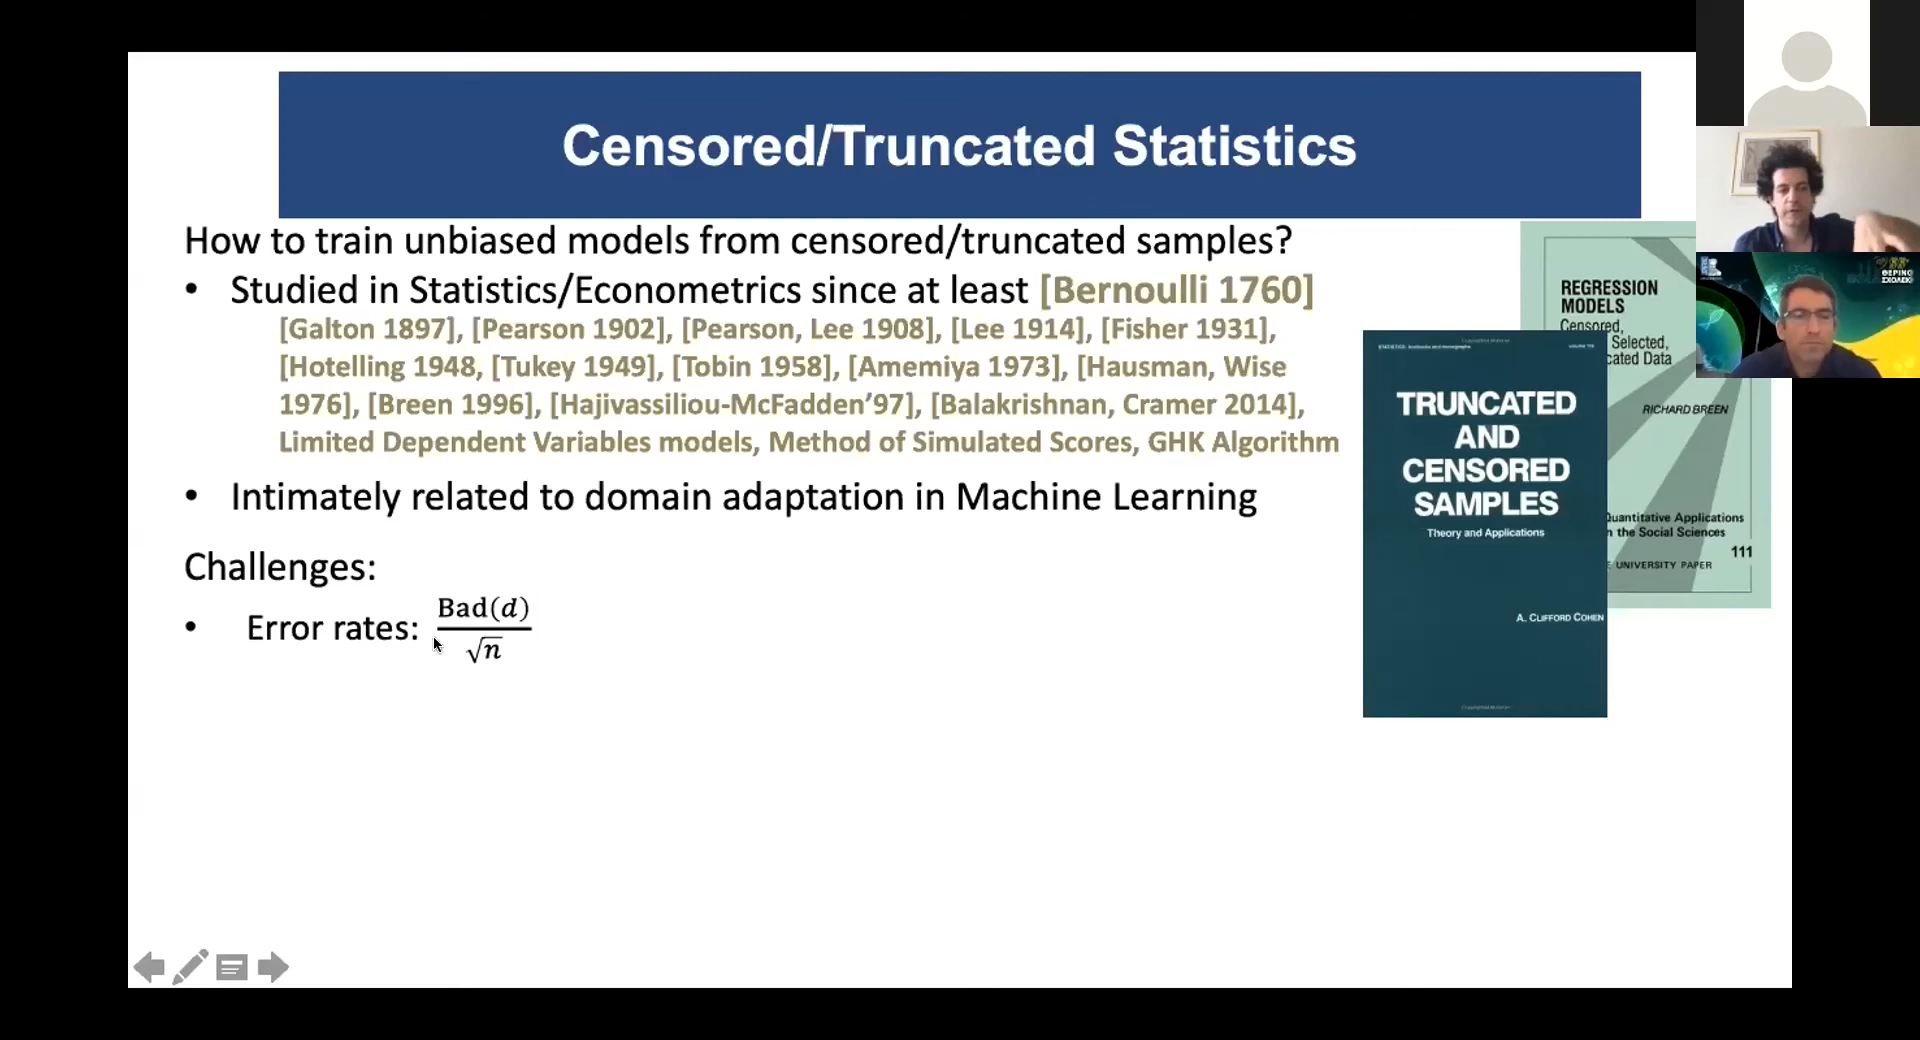 Censored/Truncated Statistics
How to train unbiased models from censored/truncated samples?
• Studied in Statistics/Econometrics since at least [Bernoulli 1760]
[Galton 1897], [Pearson 1902], [Pearson, Lee 1908], [Lee 1914], [Fisher 1931],
[Hotelling 1948, [Tukey 1949], [Tobin 1958], [Amemiya 1973], [Hausman, Wise
1976], [Breen 1996], [Hajivassiliou-McFadden’97], [Balakrishnan, Cramer 2014],
Limited Dependent Variables models, Method of Simulated Scores, GHK Algorithm
• Intimately related to domain adaptation in Machine Learning
Challenges:
• Error rates: Bad(d)
√n
REGRESSION
MODELS
Censored,
Selected,
cated Data
RICHARD BREEN
Quantitative Applications
n the Social Sciences
111
E UNIVERSITY PAPER
TRUNCATED
AND
CENSORED
SAMPLES
Theory and Applications
A. CLIFFORD COHEN
ΘΕΡΙΝΟ
ΣΧΟΛΕΙΟ